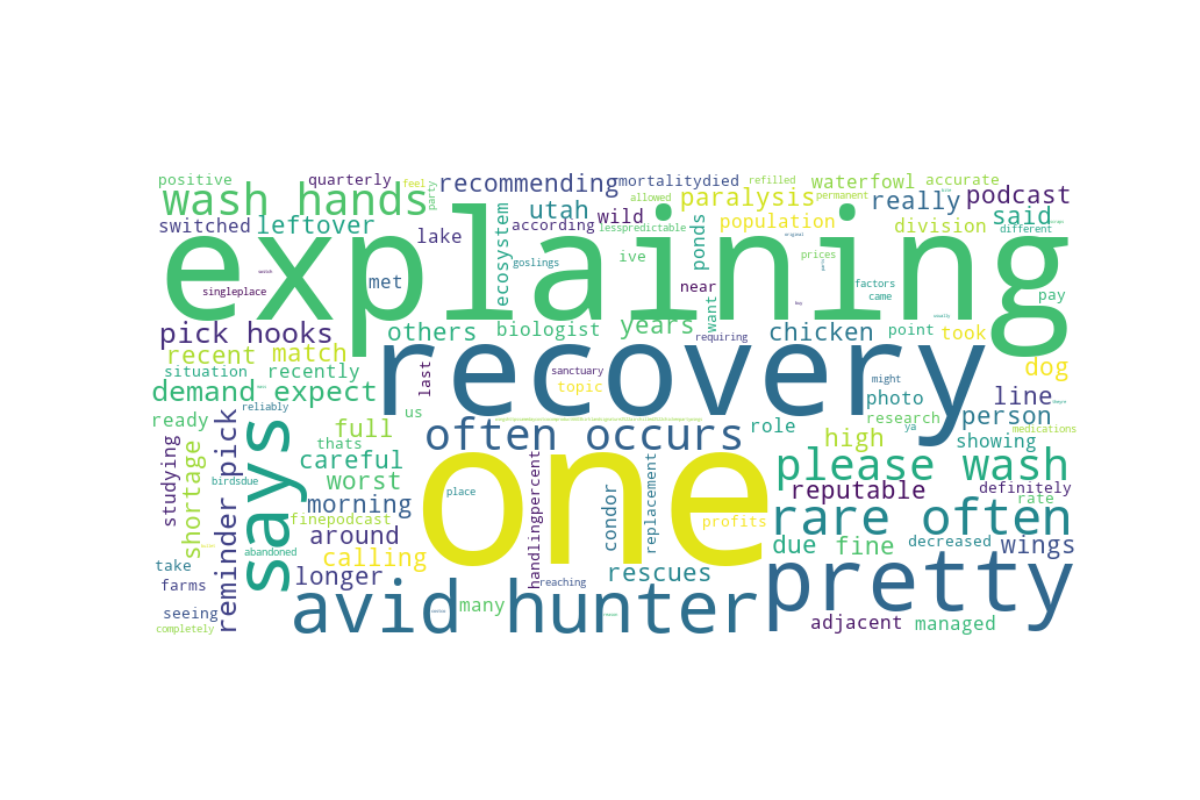 positive
quarterly
feel
party
recommending
mortalitydied
refilled
waterfowl
accurate
wash hands
allowed
paralysis
permanent
really
podcast
switched
leftover
ecosystem
utah
wild
according
lesspredictable
population
division
said
different
lake
explaining
original
singleplace
met
goslings
ive
ponds
prices
near
factors
came
pay
want
pick hooks
others
biologist
years
requiring
chicken
point
took
recent match
recovery
situation
recently
last
sanctuary
topic
might
dog
demand expect
photo
line
reliably
us
research
person
ready
full
often occurs
role
ya
medications
high
showing
studying
shortage
reminder pick
says
thats
careful
one
please wash
birdsdue
worst
place
handlingpercent
condor
replacement
reputable
definitely
rate
morning
finepodcast
profits
rare often
around
abandoned
calling
due
fine
decreased
wings
take
longer
reaching
rescues
pretty
farms
seeing
avid hunter
many
adjacent
managed
completely